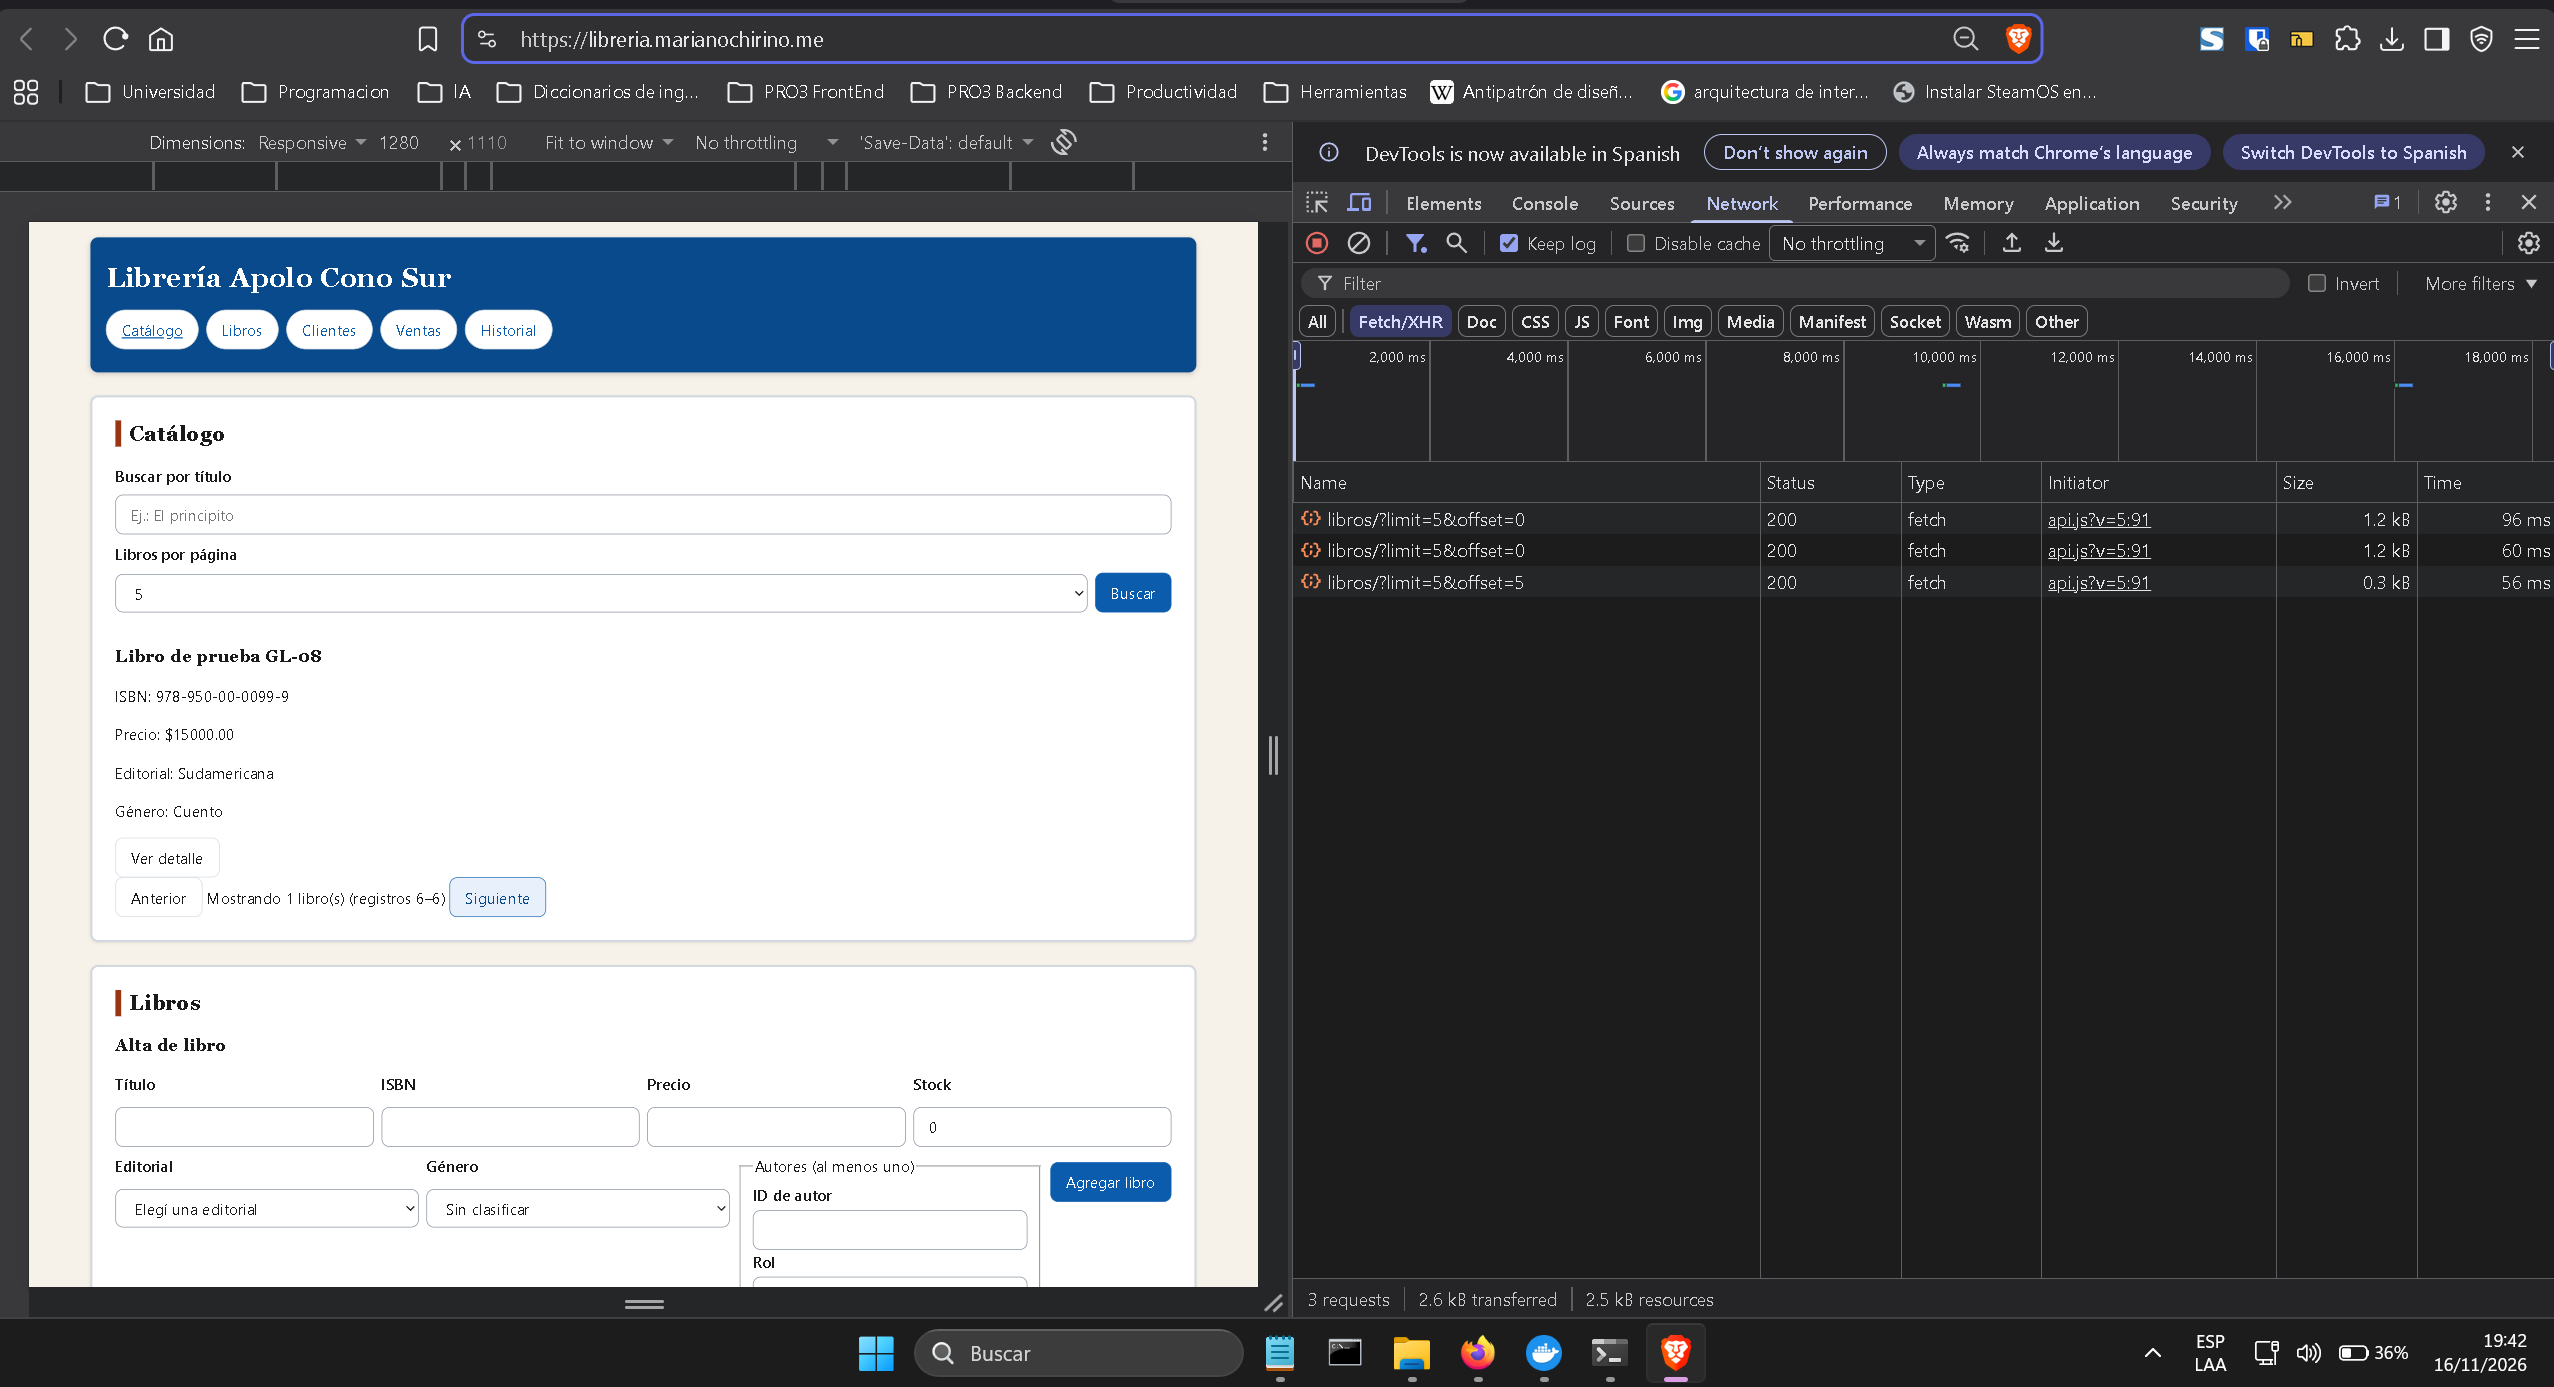 https://libreria.marianochirino.me
Universidad
Programacion
IA
Diccionarios de ing...
PRO3 FrontEnd
PRO3 Backend
Productividad
Herramientas
W Antipatrón de diseñ...
G arquitectura de inter...
Instalar SteamOS en...
Dimensions: Responsive 1280 × 1110 Fit to window No throttling 'Save-Data': default
Librería Apolo Cono Sur
Catálogo Libros Clientes Ventas Historial
Catálogo
Buscar por título
Ej.: El principito
Libros por página
5 Buscar
Libro de prueba GL-08
ISBN: 978-950-00-0099-9
Precio: $15000.00
Editorial: Sudamericana
Género: Cuento
Ver detalle
Anterior Mostrando 1 libro(s) (registros 6–6) Siguiente
Libros
Alta de libro
Título ISBN Precio Stock
0
Editorial Género Autores (al menos uno)
Elegí una editorial Sin clasificar ID de autor Agregar libro
Rol
DevTools is now available in Spanish Don't show again Always match Chrome's language Switch DevTools to Spanish
Elements Console Sources Network Performance Memory Application Security 1
Keep log Disable cache No throttling
Filter Invert More filters
All Fetch/XHR Doc CSS JS Font Img Media Manifest Socket Wasm Other
2,000 ms 4,000 ms 6,000 ms 8,000 ms 10,000 ms 12,000 ms 14,000 ms 16,000 ms 18,000 ms
Name Status Type Initiator Size Time
libros/?limit=5&offset=0 200 fetch api.js?v=5:91 1.2 kB 96 ms
libros/?limit=5&offset=0 200 fetch api.js?v=5:91 1.2 kB 60 ms
libros/?limit=5&offset=5 200 fetch api.js?v=5:91 0.3 kB 56 ms
3 requests 2.6 kB transferred 2.5 kB resources
Buscar
ESP
LAA
36%
19:42
16/11/2026